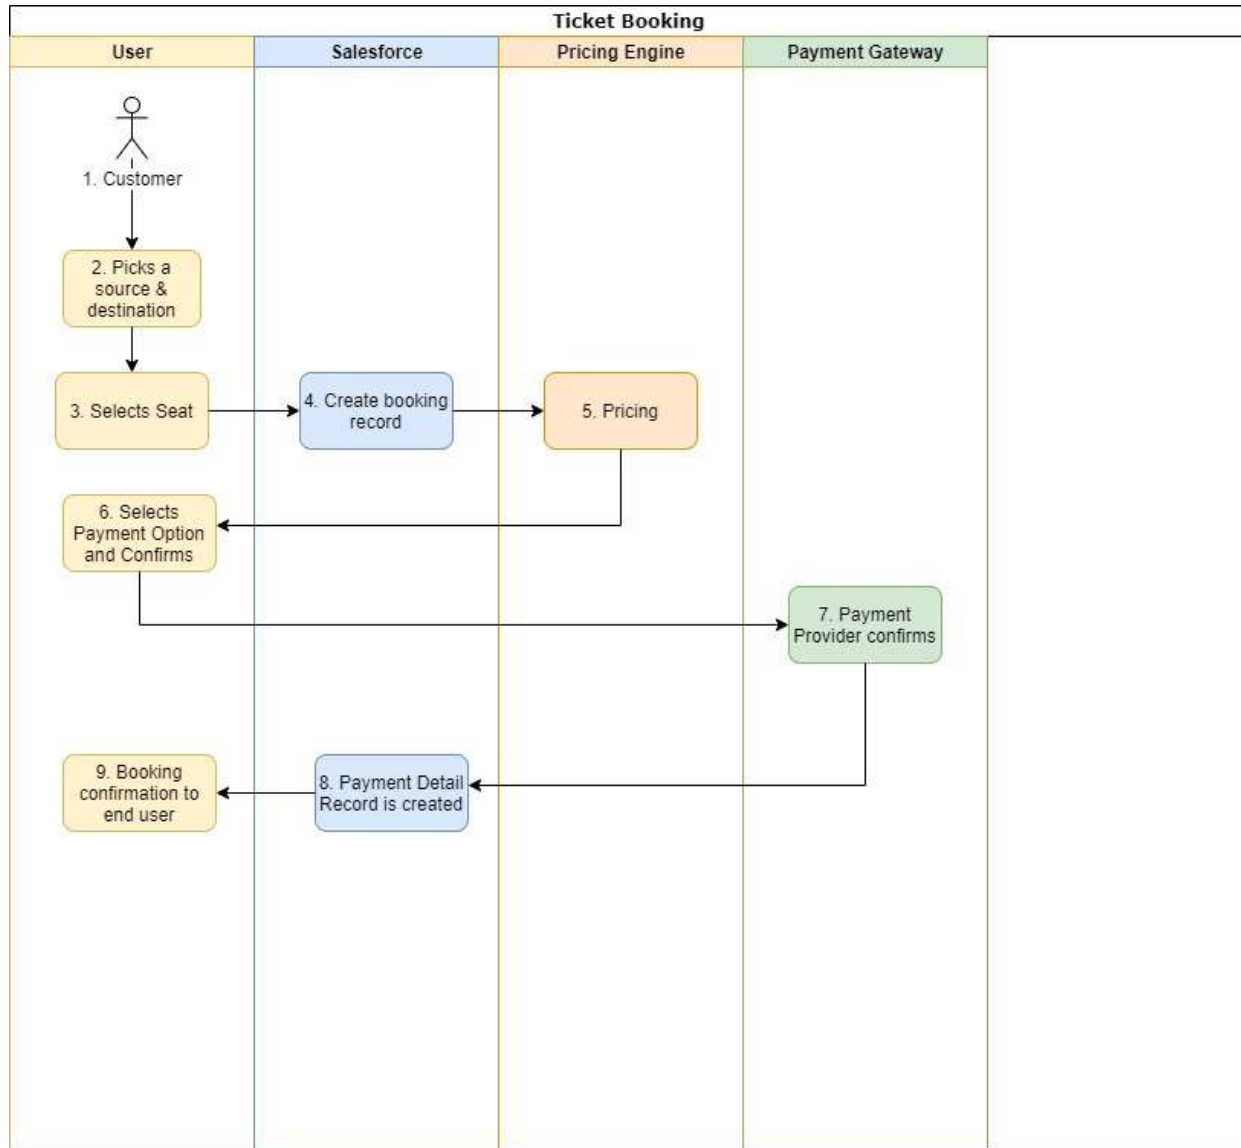 Ticket Booking
User
Salesforce
Pricing Engine
Payment Gateway
1. Customer
2. Picks a
source &
destination
3. Selects Seat
4. Create booking
record
5. Pricing
6. Selects
Payment Option
and Confirms
7. Payment
Provider confirms
8. Payment Detail
Record is created
9. Booking
confirmation to
end user